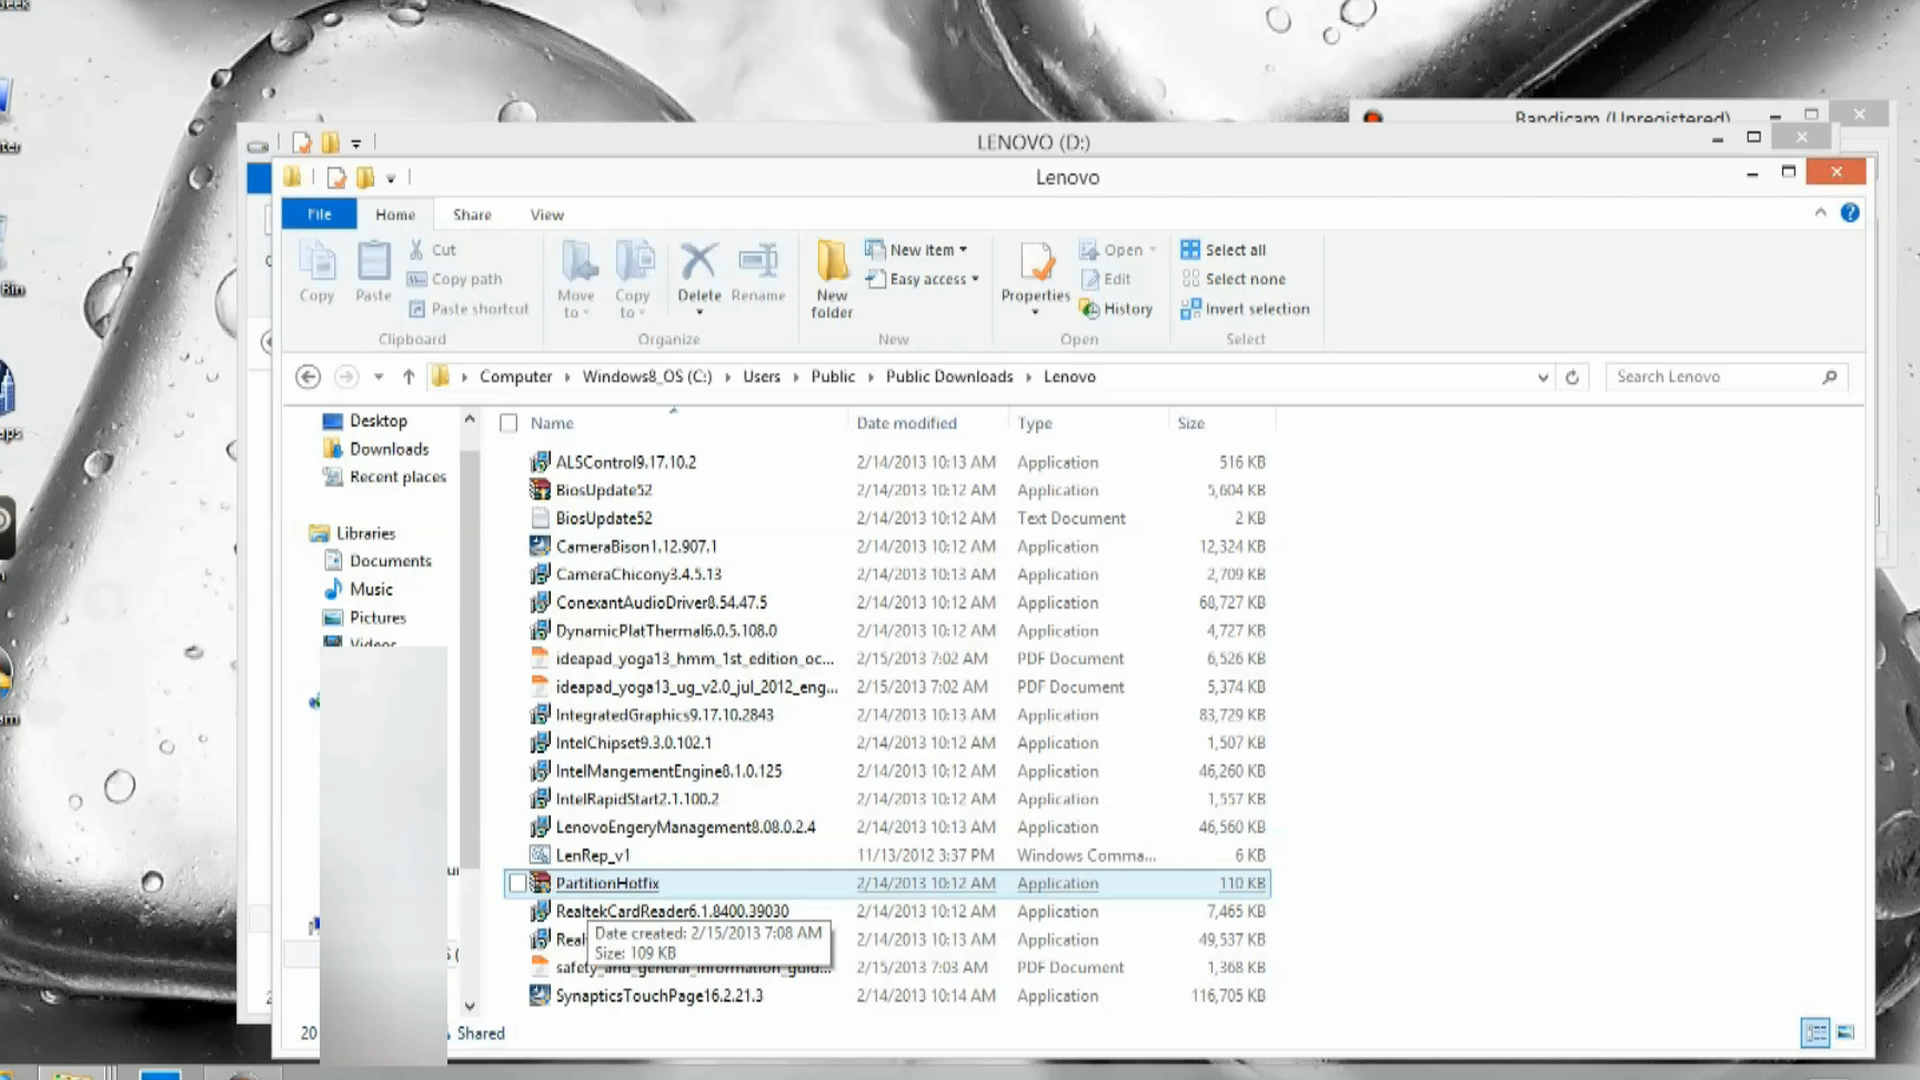 Bandicam (Unregistered)
LENOVO (D:)
Lenovo
File Home Share View
Copy
Paste
Cut
Copy path
Paste shortcut
Clipboard
Move to
Copy to
Delete
Rename
Organize
New folder
New item
Easy access
New
Properties
Open
Edit
History
Open
Select all
Select none
Invert selection
Select
Computer Windows8_OS (C:) Users Public Public Downloads Lenovo
Search Lenovo
Desktop
Downloads
Recent places
Libraries
Documents
Music
Pictures
Videos
Name Date modified Type Size
ALSControl9.17.10.2 2/14/2013 10:13 AM Application 516 KB
BiosUpdate52 2/14/2013 10:12 AM Application 5,604 KB
BiosUpdate52 2/14/2013 10:12 AM Text Document 2 KB
CameraBison1.12.907.1 2/14/2013 10:12 AM Application 12,324 KB
CameraChicony3.4.5.13 2/14/2013 10:13 AM Application 2,709 KB
ConexantAudioDriver8.54.47.5 2/14/2013 10:12 AM Application 68,727 KB
DynamicPlatThermal6.0.5.108.0 2/14/2013 10:12 AM Application 4,727 KB
ideapad_yoga13_hmm_1st_edition_oc... 2/15/2013 7:02 AM PDF Document 6,526 KB
ideapad_yoga13_ug_v2.0_jul_2012_eng... 2/15/2013 7:02 AM PDF Document 5,374 KB
IntegratedGraphics9.17.10.2843 2/14/2013 10:13 AM Application 83,729 KB
IntelChipset9.3.0.102.1 2/14/2013 10:12 AM Application 1,507 KB
IntelMangementEngine8.1.0.125 2/14/2013 10:12 AM Application 46,260 KB
IntelRapidStart2.1.100.2 2/14/2013 10:12 AM Application 1,557 KB
LenovoEngeryManagement8.08.0.2.4 2/14/2013 10:13 AM Application 46,560 KB
LenRep_v1 11/13/2012 3:37 PM Windows Comma... 6 KB
PartitionHotfix 2/14/2013 10:12 AM Application 110 KB
RealtekCardReader6.1.8400.39030 2/14/2013 10:12 AM Application 7,465 KB
Real 2/14/2013 10:13 AM Application 49,537 KB
Date created: 2/15/2013 7:08 AM
Size: 109 KB
safety_and_general_information_guid... 2/15/2013 7:03 AM PDF Document 1,368 KB
SynapticsTouchPage16.2.21.3 2/14/2013 10:14 AM Application 116,705 KB
20
Shared
Bin